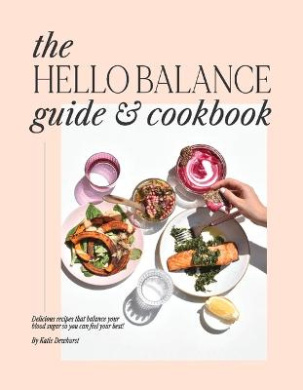 the
HELLO BALANCE
guide & cookbook
Delicious recipes that balance your
blood sugar so you can feel your best!
By Katie Dewhurst